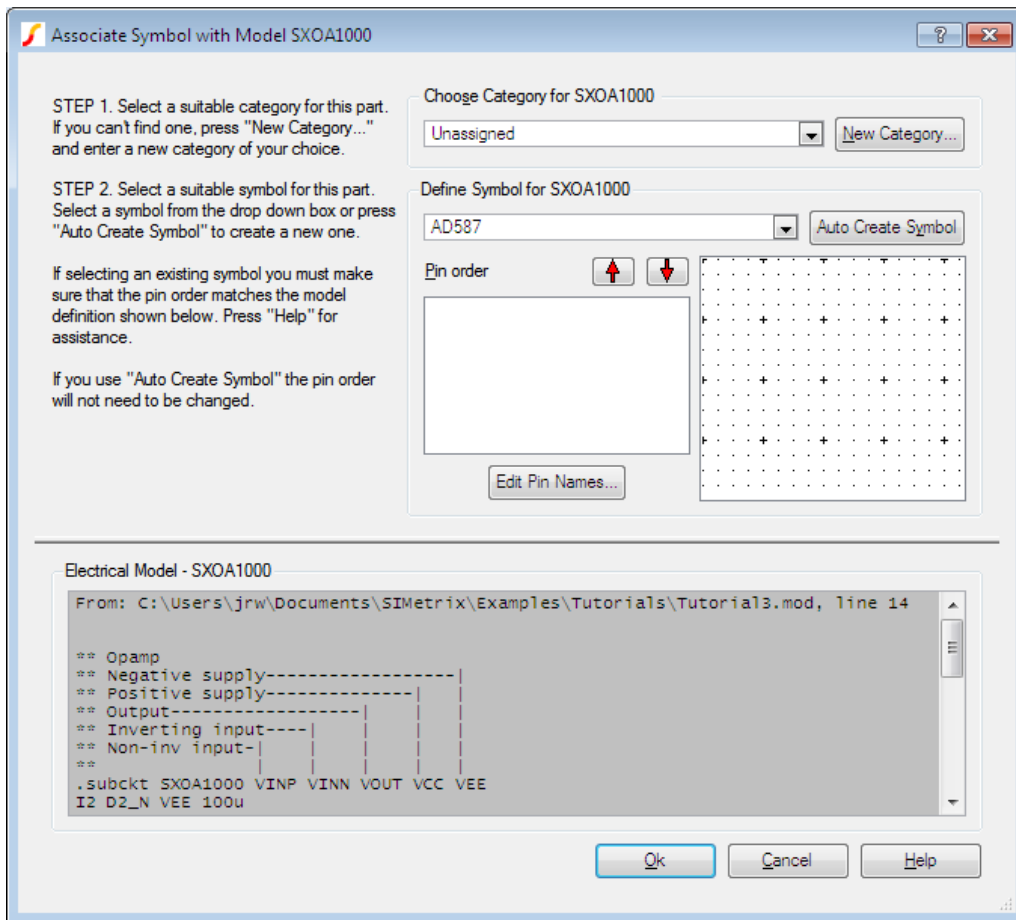 Associate Symbol with Model SXOA1000
STEP 1. Select a suitable category for this part.
If you can't find one, press "New Category..."
and enter a new category of your choice.
STEP 2. Select a suitable symbol for this part.
Select a symbol from the drop down box or press
"Auto Create Symbol" to create a new one.
If selecting an existing symbol you must make
sure that the pin order matches the model
definition shown below. Press "Help" for
assistance.
If you use "Auto Create Symbol" the pin order
will not need to be changed.
Choose Category for SXOA1000
Unassigned
New Category...
Define Symbol for SXOA1000
AD587
Auto Create Symbol
Pin order
Edit Pin Names...
Electrical Model - SXOA1000
From: C:\Users\jrw\Documents\SIMetrix\Examples\Tutorials\Tutorial3.mod, line 14
** Opamp
** Negative supply------------------|
** Positive supply--------------|   |
** Output------------------|    |   |
** Inverting input----|    |    |   |
** Non-inv input-|    |    |    |   |
**               |    |    |    |   |
.subckt SXOA1000 VINP VINN VOUT VCC VEE
I2 D2_N VEE 100u
Ok
Cancel
Help